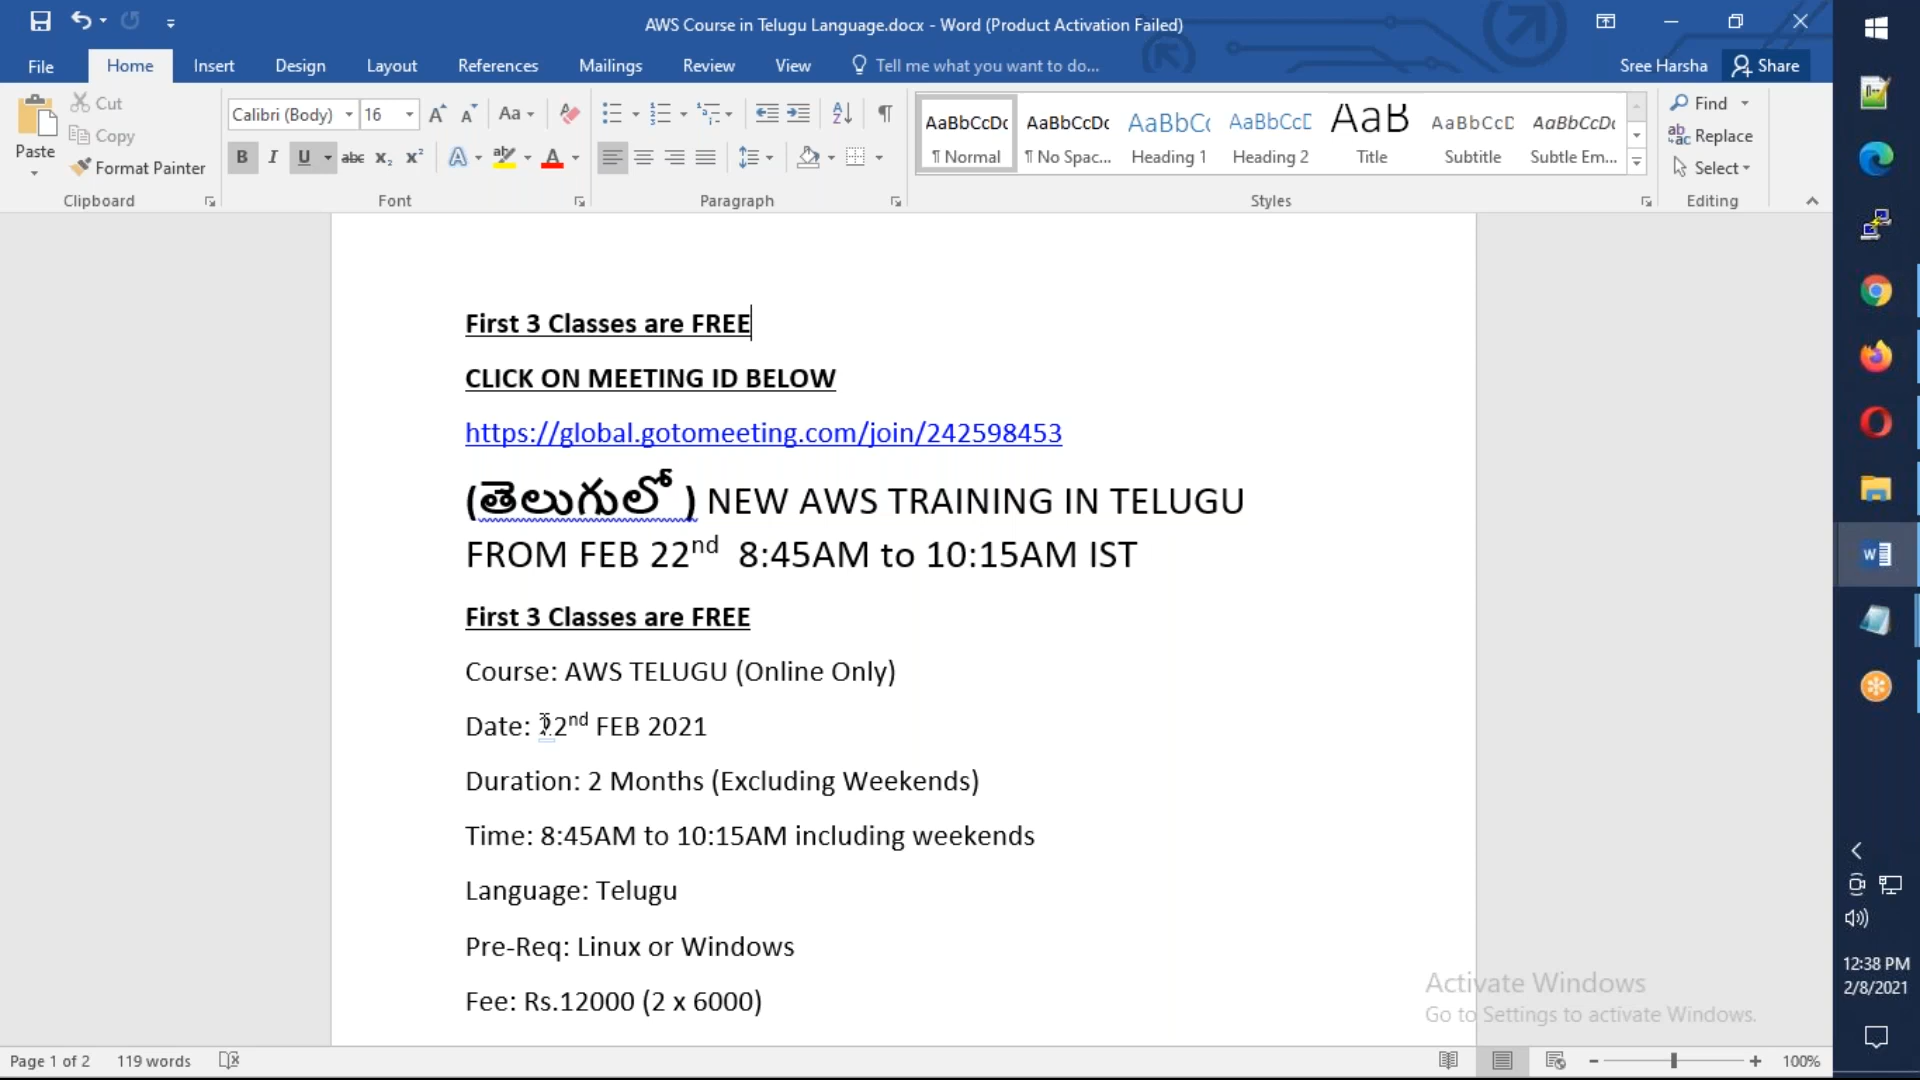 AWS Course in Telugu Language.docx - Word (Product Activation Failed)
File Home Insert Design Layout References Mailings Review View Tell me what you want to do... Sree Harsha Share
Paste
Cut
Copy
Format Painter
Clipboard
Calibri (Body) 16
Font
Paragraph
AaBbCcDc AaBbCcDc AaBbC AaBbCcD AaB AaBbCcD AaBbCcDc
¶ Normal ¶ No Spac... Heading 1 Heading 2 Title Subtitle Subtle Em...
Styles
Find
Replace
Select
Editing
First 3 Classes are FREE
CLICK ON MEETING ID BELOW
https://global.gotomeeting.com/join/242598453
(తెలుగులో ) NEW AWS TRAINING IN TELUGU
FROM FEB 22nd 8:45AM to 10:15AM IST
First 3 Classes are FREE
Course: AWS TELUGU (Online Only)
Date: 22nd FEB 2021
Duration: 2 Months (Excluding Weekends)
Time: 8:45AM to 10:15AM including weekends
Language: Telugu
Pre-Req: Linux or Windows
Fee: Rs.12000 (2 x 6000)
Activate Windows
Go to Settings to activate Windows.
12:38 PM
2/8/2021
Page 1 of 2 119 words 100%